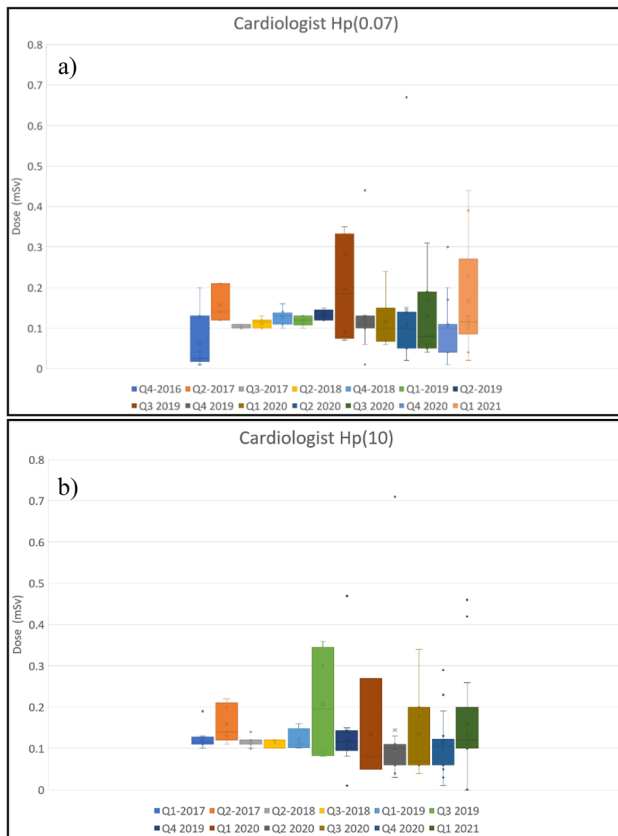 Cardiologist Hp(0.07)
a)
0.8
0.7
0.6
0.5
0.4
0.3
0.2
0.1
0
Dose (mSv)
Q4-2016 Q2-2017 Q3-2017 Q2-2018 Q4-2018 Q1-2019 Q2-2019
Q3 2019 Q4 2019 Q1 2020 Q2 2020 Q3 2020 Q4 2020 Q1 2021
Cardiologist Hp(10)
b)
0.8
0.7
0.6
0.5
0.4
0.3
0.2
0.1
0
Dose (mSv)
Q1-2017 Q2-2017 Q2-2018 Q3-2018 Q1-2019 Q3 2019
Q4 2019 Q1 2020 Q2 2020 Q3 2020 Q4 2020 Q1 2021